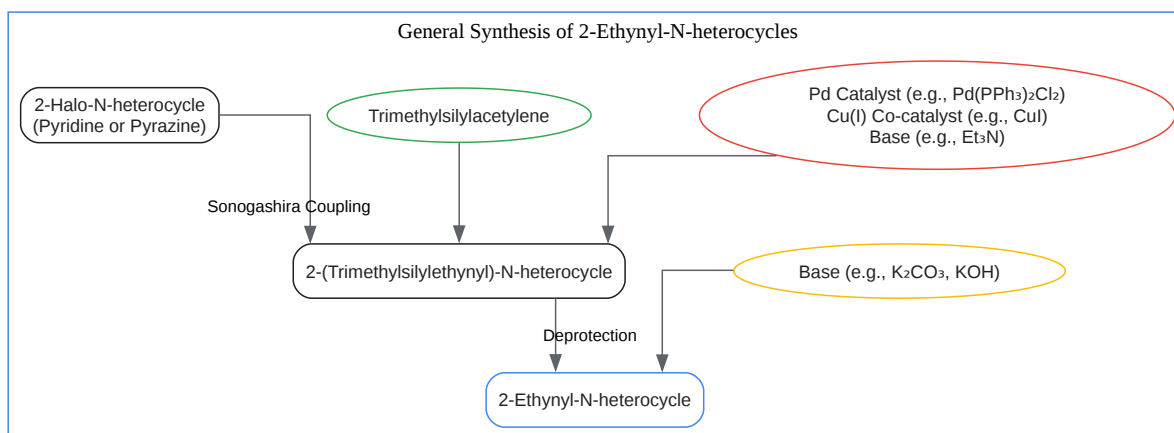 General Synthesis of 2-Ethynyl-N-heterocycles
2-Halo-N-heterocycle
(Pyridine or Pyrazine)
Trimethylsilylacetylene
Pd Catalyst (e.g., Pd(PPh₃)₂Cl₂)
Cu(I) Co-catalyst (e.g., CuI)
Base (e.g., Et₃N)
Sonogashira Coupling
2-(Trimethylsilylethynyl)-N-heterocycle
Base (e.g., K₂CO₃, KOH)
Deprotection
2-Ethynyl-N-heterocycle